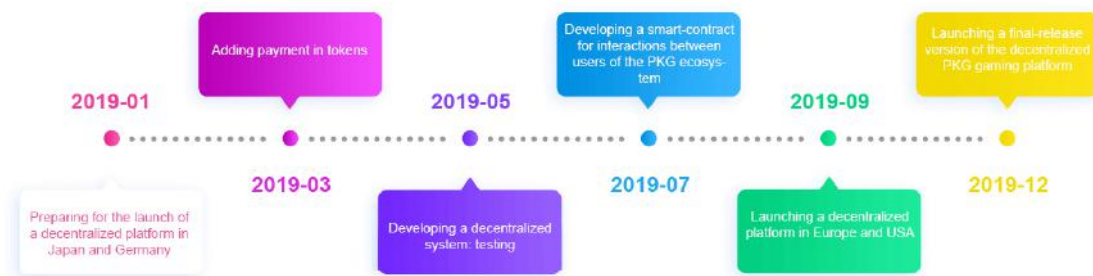 2019-01
Preparing for the launch of
a decentralized platform in
Japan and Germany
Adding payment in tokens
2019-03
2019-05
Developing a decentralized
system: testing
Developing a smart-contract
for interactions between
users of the PKG ecosys-
tem
2019-07
2019-09
Launching a decentralized
platform in Europe and USA
Launching a final-release
version of the decentralized
PKG gaming platform
2019-12